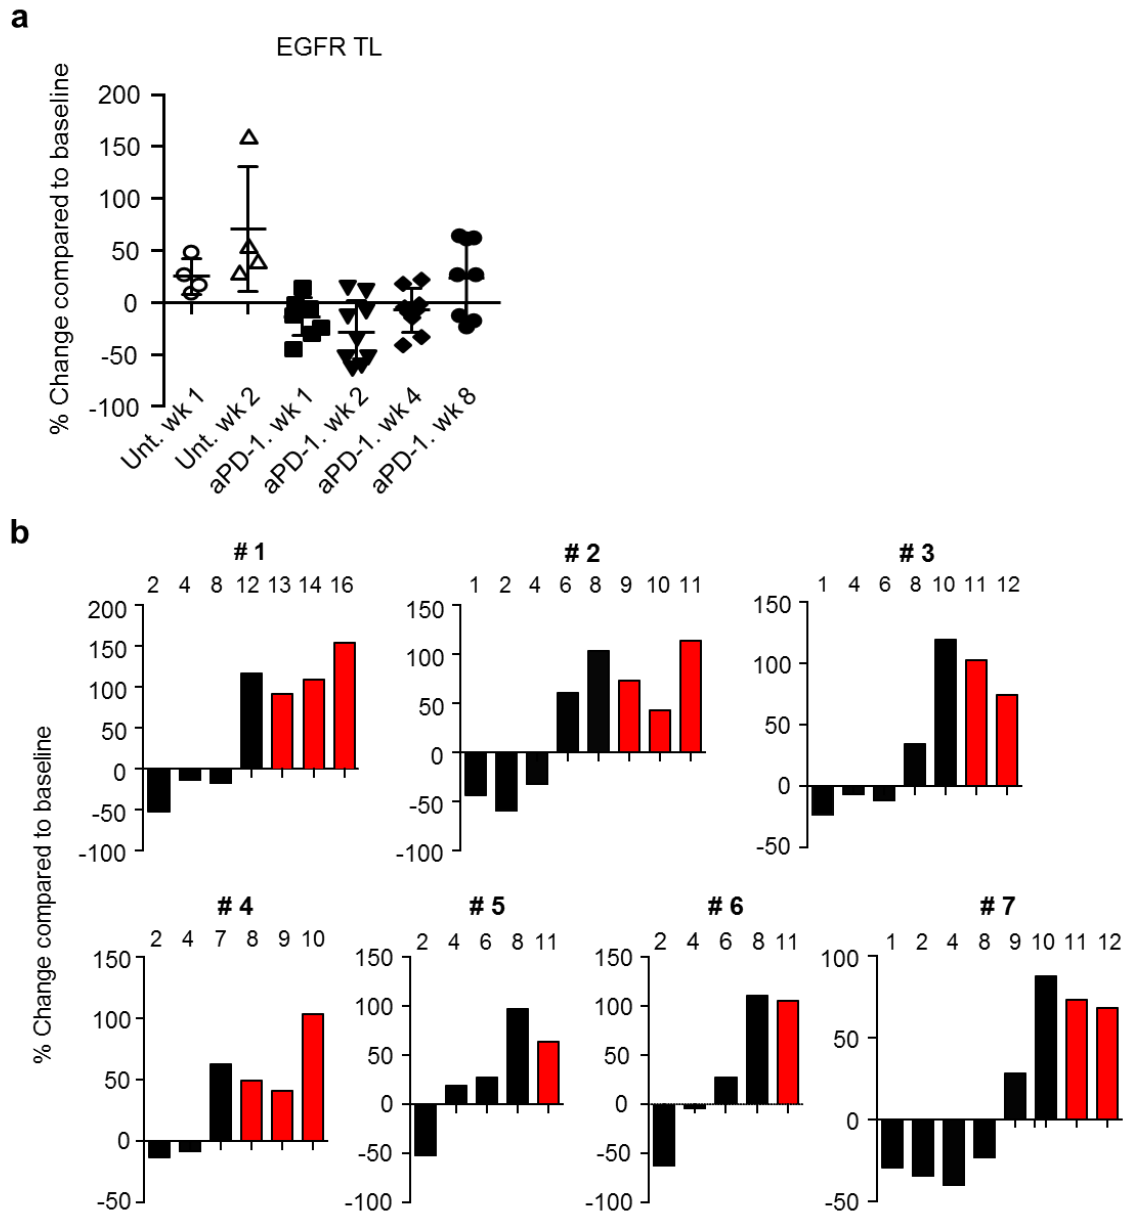 a
EGFR TL
% Change compared to baseline
200
150
100
50
0
-50
-100
Unt. wk 1
Unt. wk 2
aPD-1. wk 1
aPD-1. wk 2
aPD-1. wk 4
aPD-1. wk 8
b
% Change compared to baseline
# 1
2 4 8 12 13 14 16
200
150
100
50
0
-50
-100
# 2
1 2 4 6 8 9 10 11
150
100
50
0
-50
-100
# 3
1 4 6 8 10 11 12
150
100
50
0
-50
# 4
2 4 7 8 9 10
150
100
50
0
-50
# 5
2 4 6 8 11
150
100
50
0
-50
-100
# 6
2 4 6 8 11
150
100
50
0
-50
-100
# 7
1 2 4 8 9 10 11 12
100
50
0
-50